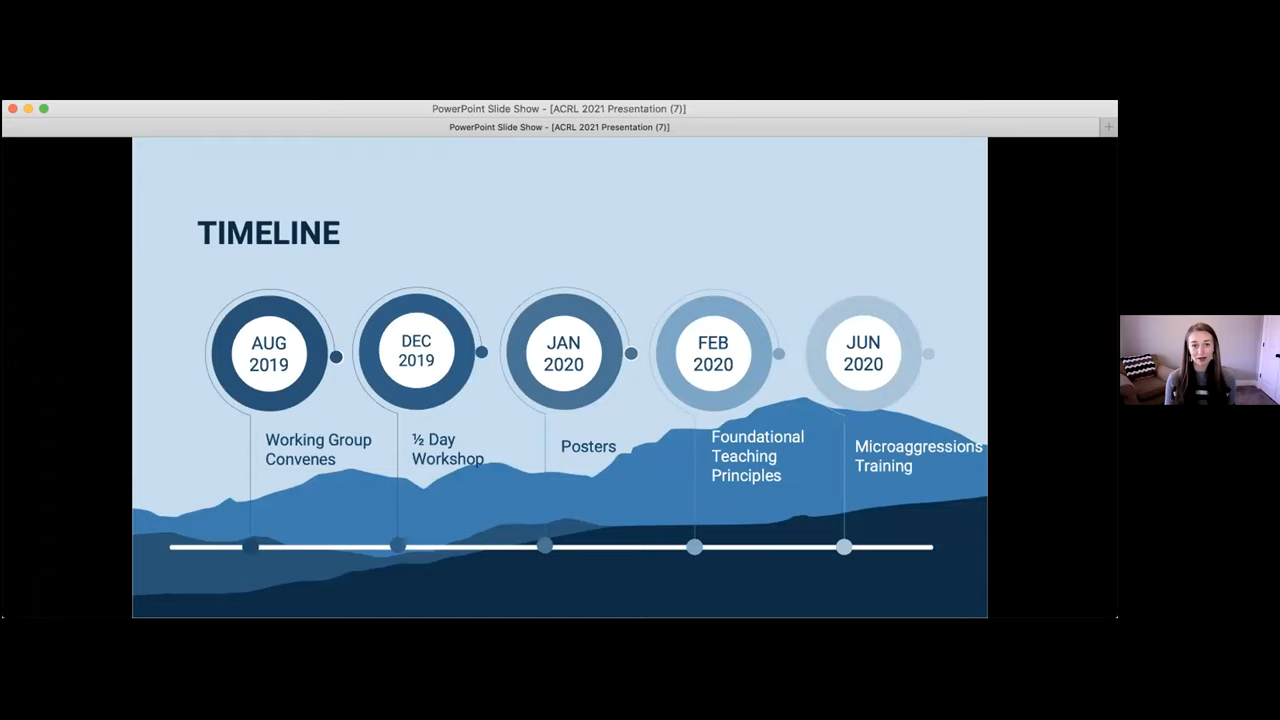 PowerPoint Slide Show - [ACRL 2021 Presentation (7)]
PowerPoint Slide Show - [ACRL 2021 Presentation (7)]
TIMELINE
AUG
2019
DEC
2019
JAN
2020
FEB
2020
JUN
2020
Working Group
Convenes
½ Day
Workshop
Posters
Foundational
Teaching
Principles
Microaggressions
Training